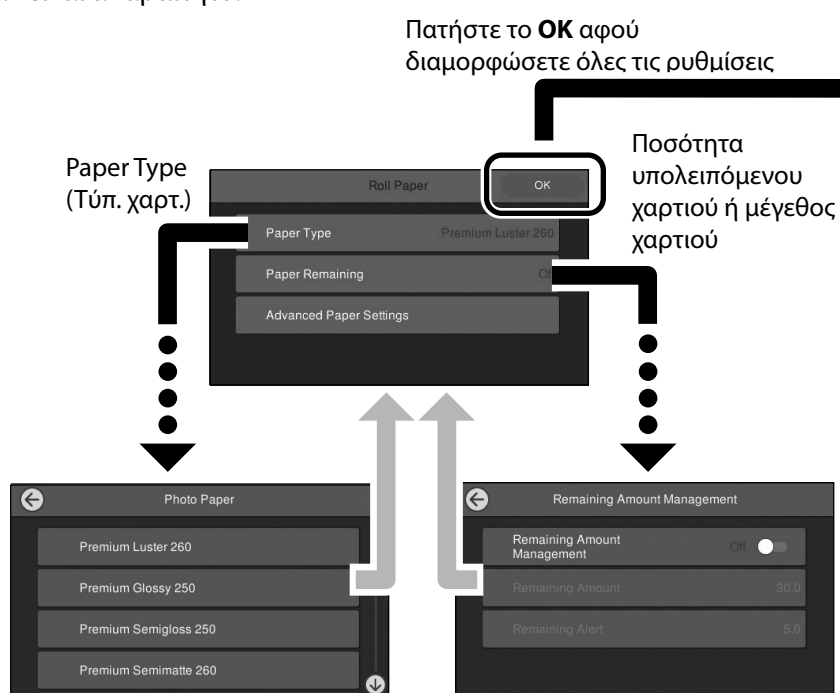 Πατήστε το OK αφού
διαμορφώσετε όλες τις ρυθμίσεις
Paper Type
(Τύπ. χαρτ.)
Ποσότητα
υπολειπόμενου
χαρτιού ή μέγεθος
χαρτιού
Roll Paper
OK
Paper Type
Premium Luster 260
Paper Remaining
Off
Advanced Paper Settings
Photo Paper
Premium Luster 260
Premium Glossy 250
Premium Semigloss 250
Premium Semimatte 260
Remaining Amount Management
Remaining Amount
Management
Off
Remaining Amount
30.0
Remaining Alert
5.0